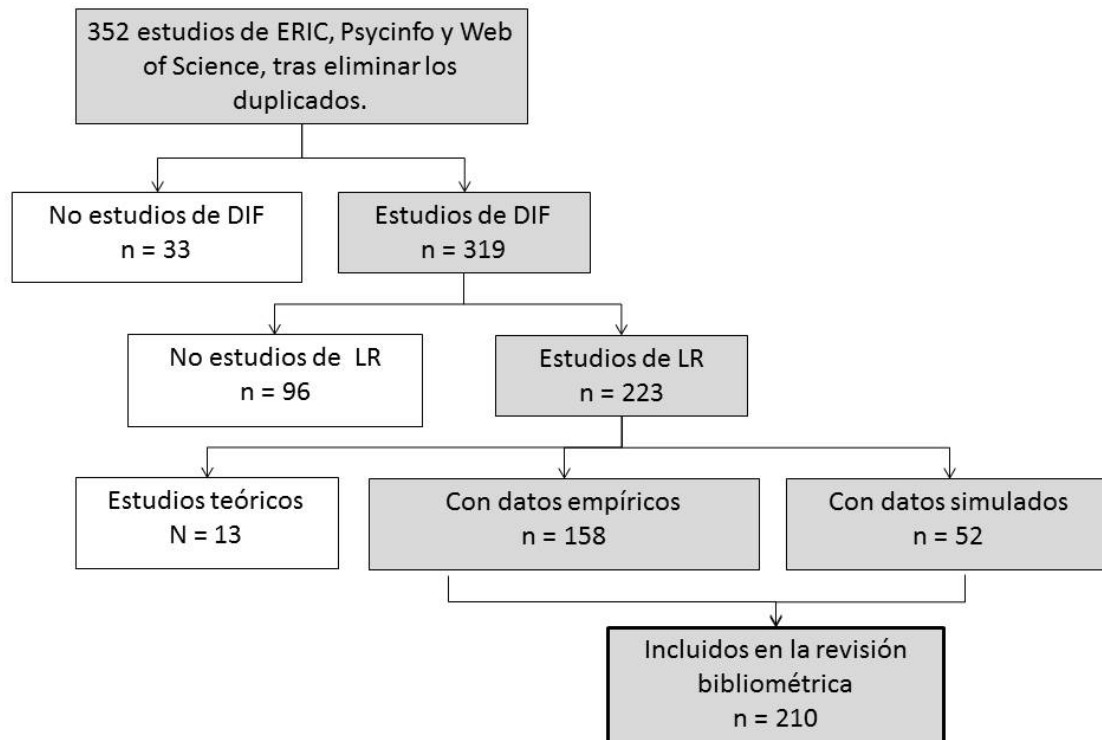 352 estudios de ERIC, Psycinfo y Web
of Science, tras eliminar los
duplicados.
No estudios de DIF
n = 33
Estudios de DIF
n = 319
No estudios de LR
n = 96
Estudios de LR
n = 223
Estudios teóricos
N = 13
Con datos empíricos
n = 158
Con datos simulados
n = 52
Incluidos en la revisión
bibliométrica
n = 210